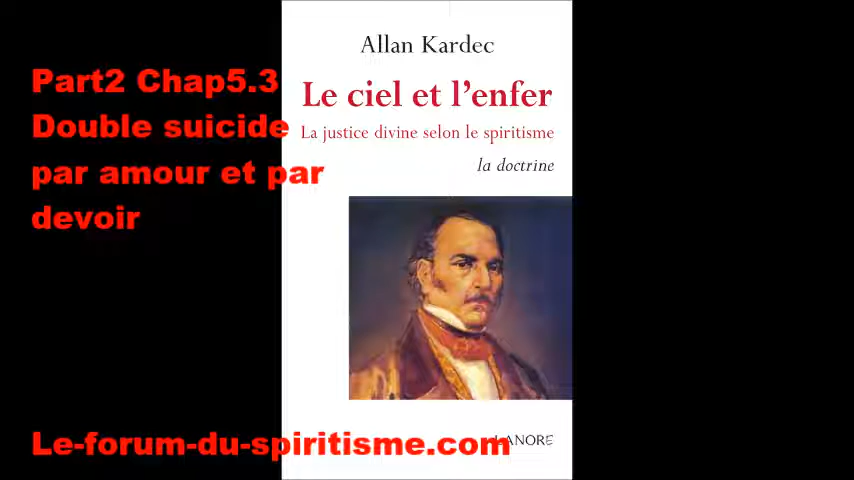 Allan Kardec
Le ciel et l'enfer
La justice divine selon le spiritisme
la doctrine
Part2 Chap5.3
Double suicide
par amour et par
devoir
Le-forum-du-spiritisme.com